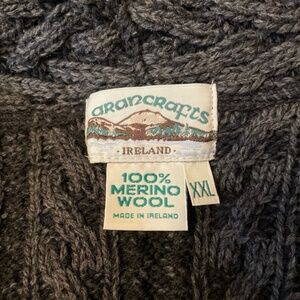 arancrafts
· IRELAND ·
100%
MERINO
WOOL
MADE IN IRELAND
XXL